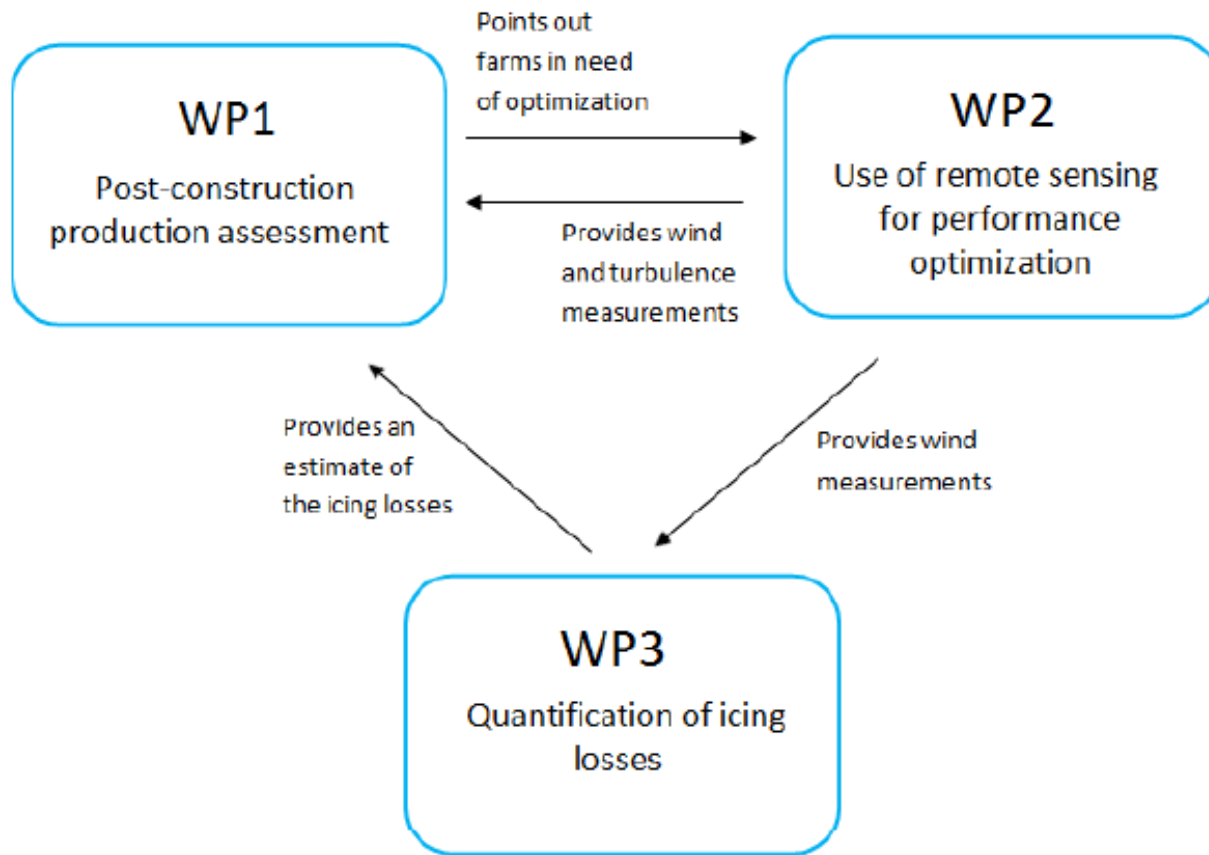 Points out
farms in need
of optimization
WP1
Post-construction
production assessment
WP2
Use of remote sensing
for performance
optimization
Provides wind
and turbulence
measurements
Provides an
estimate of
the icing losses
Provides wind
measurements
WP3
Quantification of icing
losses